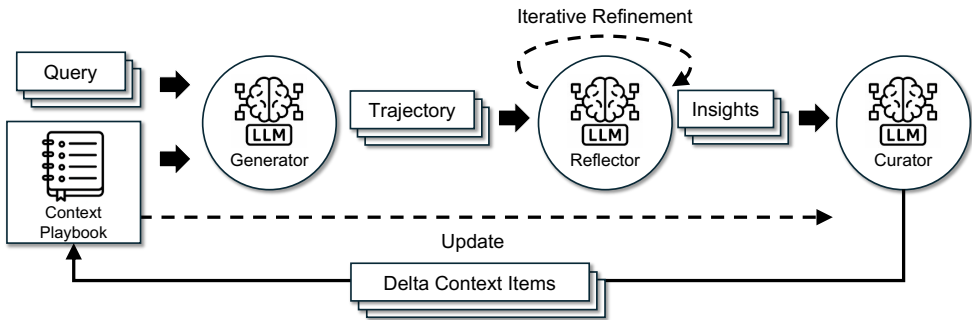 Iterative Refinement
Query
Trajectory
Insights
LLM
Generator
LLM
Reflector
LLM
Curator
Context
Playbook
Update
Delta Context Items